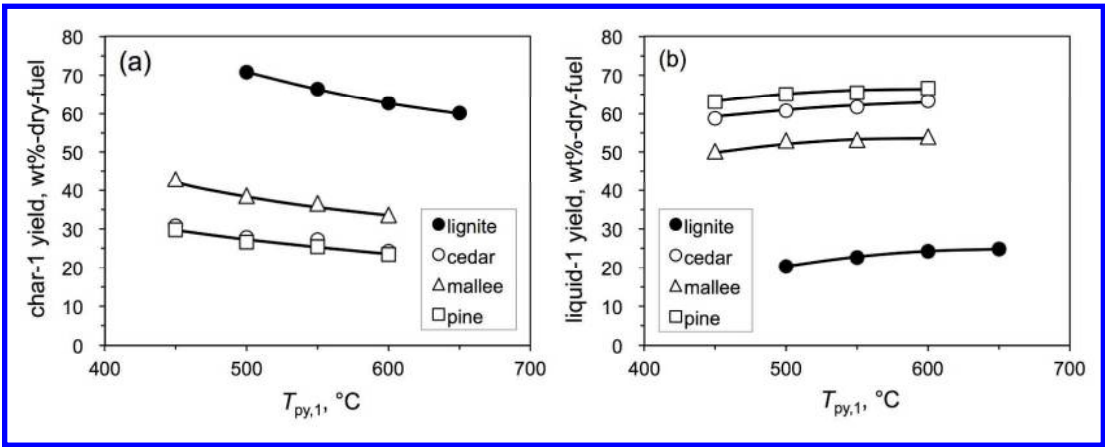 (a)
char-1 yield, wt%-dry-fuel
80
70
60
50
40
30
20
10
0
400
500
600
700
T_py,1, °C
lignite
cedar
mallee
pine
(b)
liquid-1 yield, wt%-dry-fuel
80
70
60
50
40
30
20
10
0
400
500
600
700
T_py,1, °C
lignite
cedar
mallee
pine